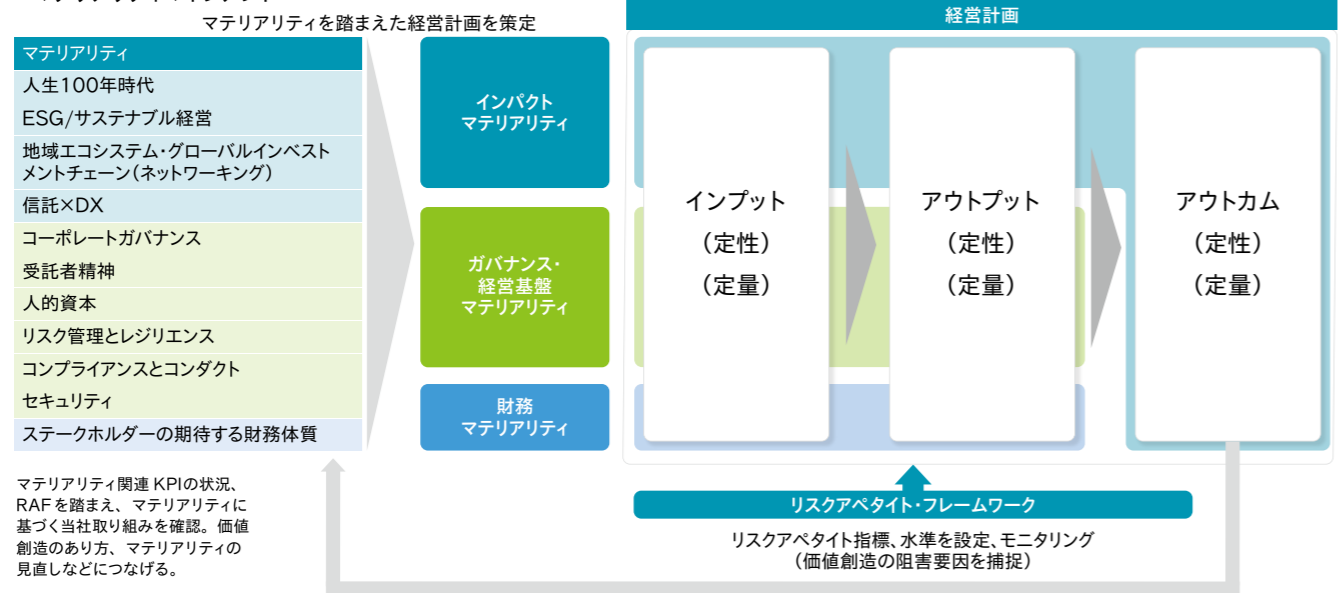 マテリアリティを踏まえた経営計画を策定
経営計画
マテリアリティ
人生100年時代
ESG/サステナブル経営
地域エコシステム・グローバルインベスト
メントチェーン(ネットワーキング)
信託×DX
コーポレートガバナンス
受託者精神
人的資本
リスク管理とレジリエンス
コンプライアンスとコンダクト
セキュリティ
ステークホルダーの期待する財務体質
インパクト
マテリアリティ
ガバナンス・
経営基盤
マテリアリティ
財務
マテリアリティ
インプット
(定性)
(定量)
アウトプット
(定性)
(定量)
アウトカム
(定性)
(定量)
マテリアリティ関連 KPIの状況、
RAFを踏まえ、マテリアリティに
基づく当社取り組みを確認。価値
創造のあり方、マテリアリティの
見直しなどにつなげる。
リスクアペタイト・フレームワーク
リスクアペタイト指標、水準を設定、モニタリング
(価値創造の阻害要因を捕捉)